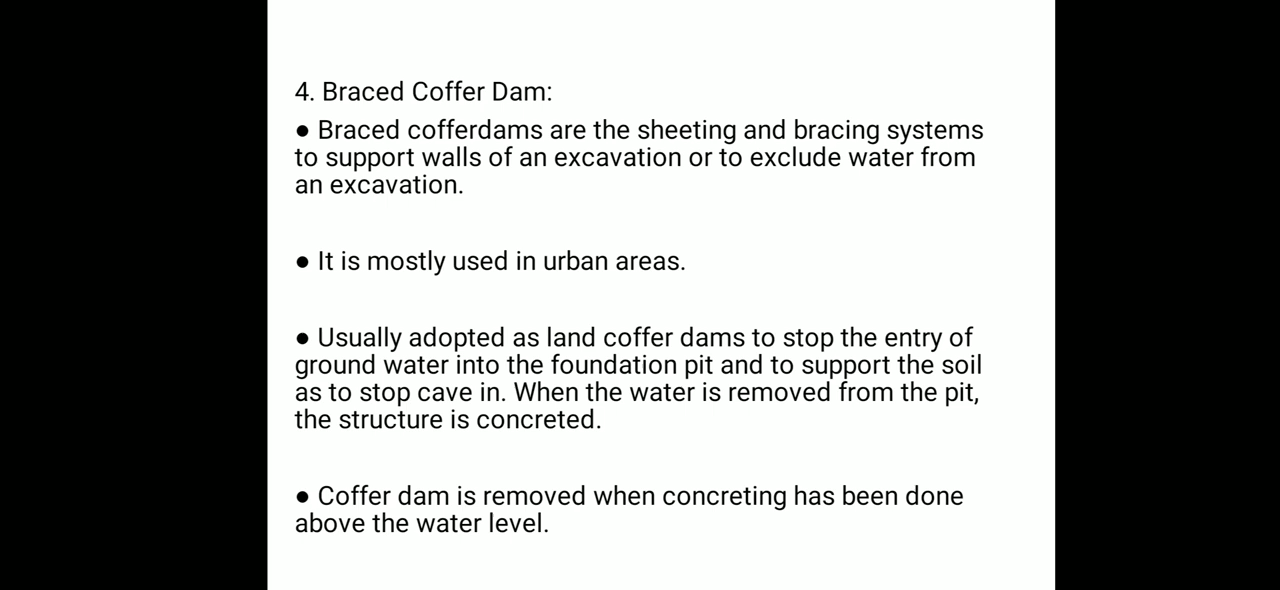 4. Braced Coffer Dam:
● Braced cofferdams are the sheeting and bracing systems
to support walls of an excavation or to exclude water from
an excavation.
● It is mostly used in urban areas.
● Usually adopted as land coffer dams to stop the entry of
ground water into the foundation pit and to support the soil
as to stop cave in. When the water is removed from the pit,
the structure is concreted.
● Coffer dam is removed when concreting has been done
above the water level.